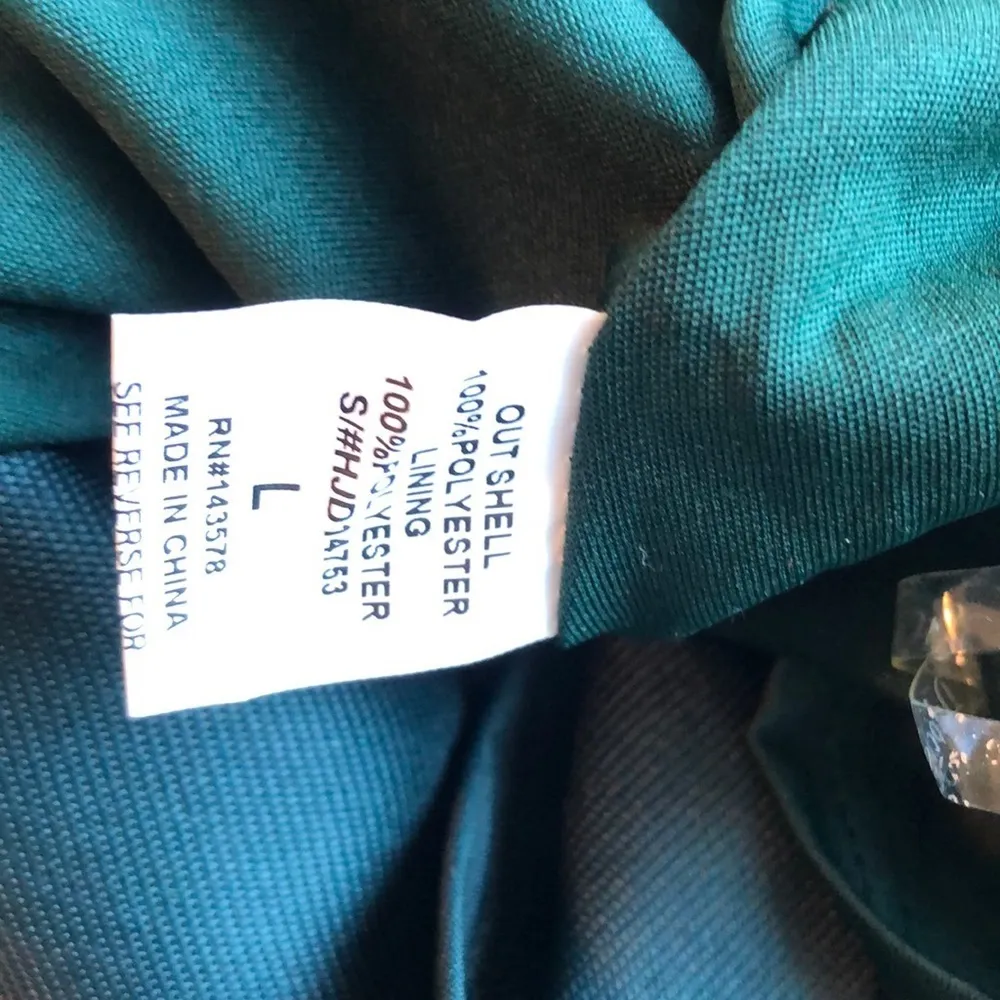 OUT SHELL
100%POLYESTER
LINING
100%POLYESTER
S/#HJD14753
L
RN#143578
MADE IN CHINA
SEE REVERSE FOR